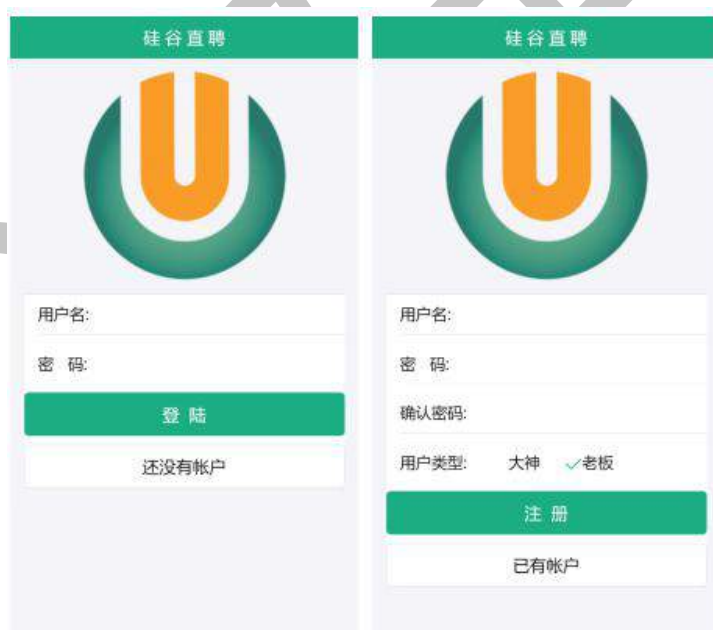 硅谷直聘
用户名:
密 码:
登 陆
还没有帐户
硅谷直聘
用户名:
密 码:
确认密码:
用户类型: 大神 老板
注 册
已有帐户